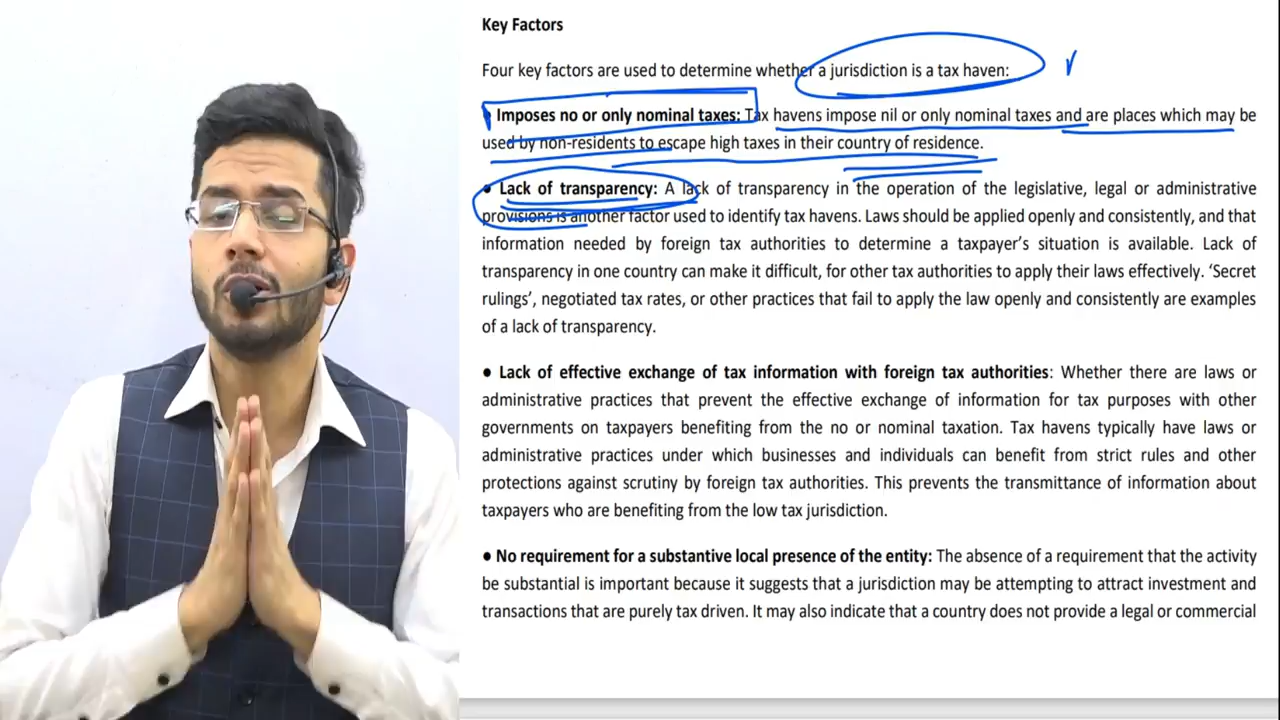 Key Factors
Four key factors are used to determine whether a jurisdiction is a tax haven:
● Imposes no or only nominal taxes: Tax havens impose nil or only nominal taxes and are places which may be
used by non-residents to escape high taxes in their country of residence.
● Lack of transparency: A lack of transparency in the operation of the legislative, legal or administrative
provisions is another factor used to identify tax havens. Laws should be applied openly and consistently, and that
information needed by foreign tax authorities to determine a taxpayer's situation is available. Lack of
transparency in one country can make it difficult, for other tax authorities to apply their laws effectively. ‘Secret
rulings’, negotiated tax rates, or other practices that fail to apply the law openly and consistently are examples
of a lack of transparency.
● Lack of effective exchange of tax information with foreign tax authorities: Whether there are laws or
administrative practices that prevent the effective exchange of information for tax purposes with other
governments on taxpayers benefiting from the no or nominal taxation. Tax havens typically have laws or
administrative practices under which businesses and individuals can benefit from strict rules and other
protections against scrutiny by foreign tax authorities. This prevents the transmittance of information about
taxpayers who are benefiting from the low tax jurisdiction.
● No requirement for a substantive local presence of the entity: The absence of a requirement that the activity
be substantial is important because it suggests that a jurisdiction may be attempting to attract investment and
transactions that are purely tax driven. It may also indicate that a country does not provide a legal or commercial